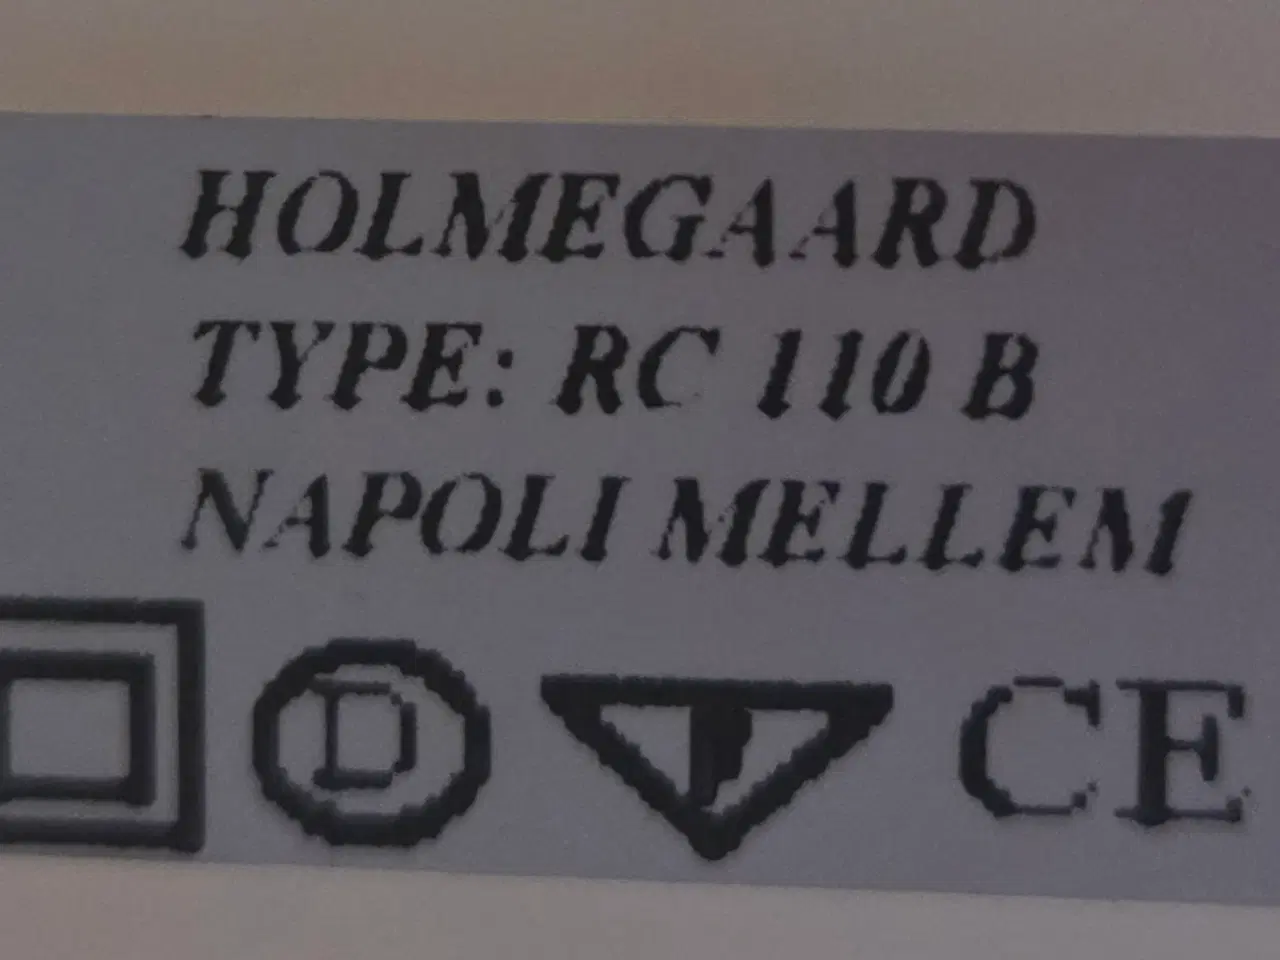 HOLMEGAARD
TYPE: RC 110 B
NAPOLI MELLEM
D CE